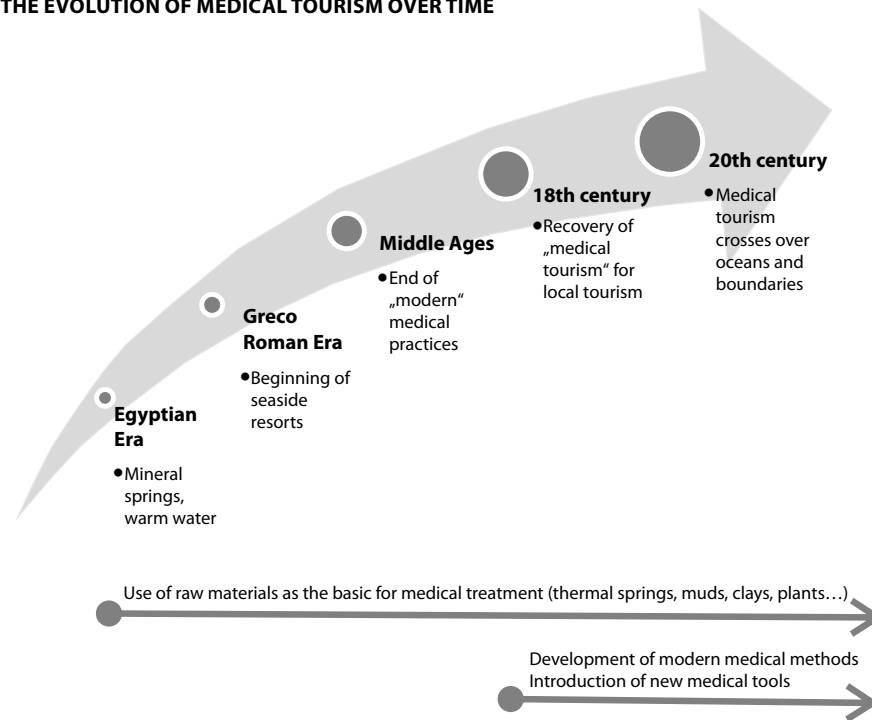 THE EVOLUTION OF MEDICAL TOURISM OVER TIME
Egyptian
Era
•Mineral
springs,
warm water
Greco
Roman Era
•Beginning of
seaside
resorts
Middle Ages
•End of
„modern“
medical
practices
18th century
•Recovery of
„medical
tourism“ for
local tourism
20th century
•Medical
tourism
crosses over
oceans and
boundaries
Use of raw materials as the basic for medical treatment (thermal springs, muds, clays, plants…)
Development of modern medical methods
Introduction of new medical tools